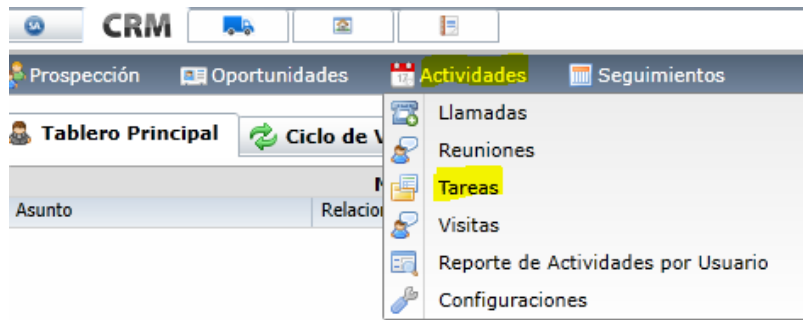 SA CRM
Prospección Oportunidades Actividades Seguimientos
Llamadas
Tablero Principal Ciclo de
Reuniones
Tareas
Asunto Relacio
Visitas
Reporte de Actividades por Usuario
Configuraciones